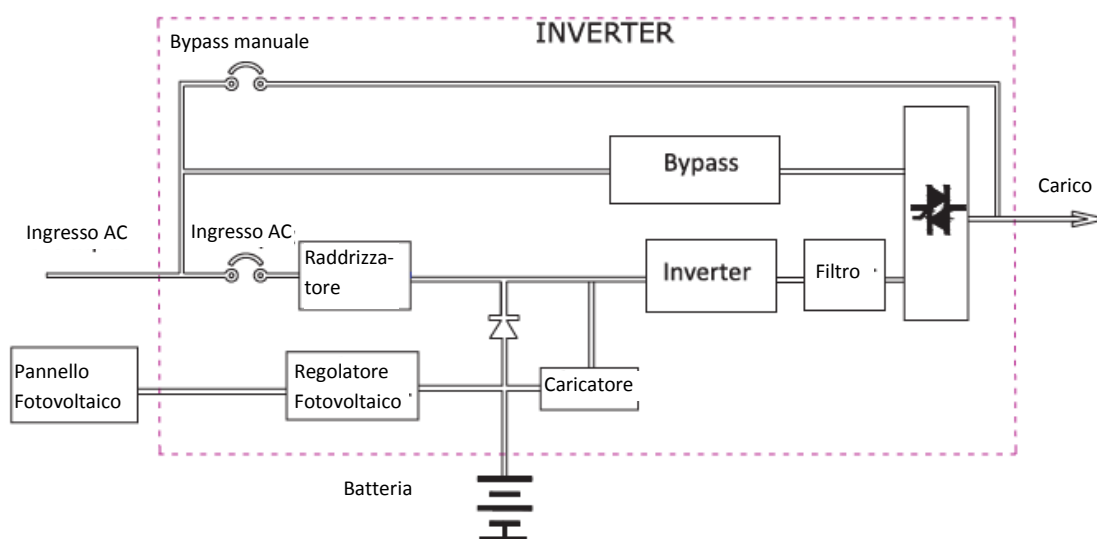 INVERTER
Bypass manuale
Bypass
Carico
Ingresso AC
Ingresso AC
Raddrizza-
tore
Inverter
Filtro
Pannello
Fotovoltaico
Regolatore
Fotovoltaico
Caricatore
Batteria